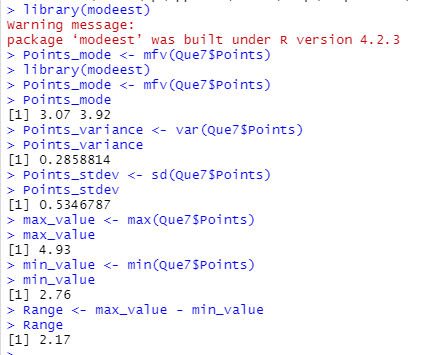 > library(modeest)
Warning message:
package ‘modeest’ was built under R version 4.2.3
> Points_mode <- mfv(Que7$Points)
> library(modeest)
> Points_mode <- mfv(Que7$Points)
> Points_mode
[1] 3.07 3.92
> Points_variance <- var(Que7$Points)
> Points_variance
[1] 0.2858814
> Points_stdev <- sd(Que7$Points)
> Points_stdev
[1] 0.5346787
> max_value <- max(Que7$Points)
> max_value
[1] 4.93
> min_value <- min(Que7$Points)
> min_value
[1] 2.76
> Range <- max_value - min_value
> Range
[1] 2.17
>